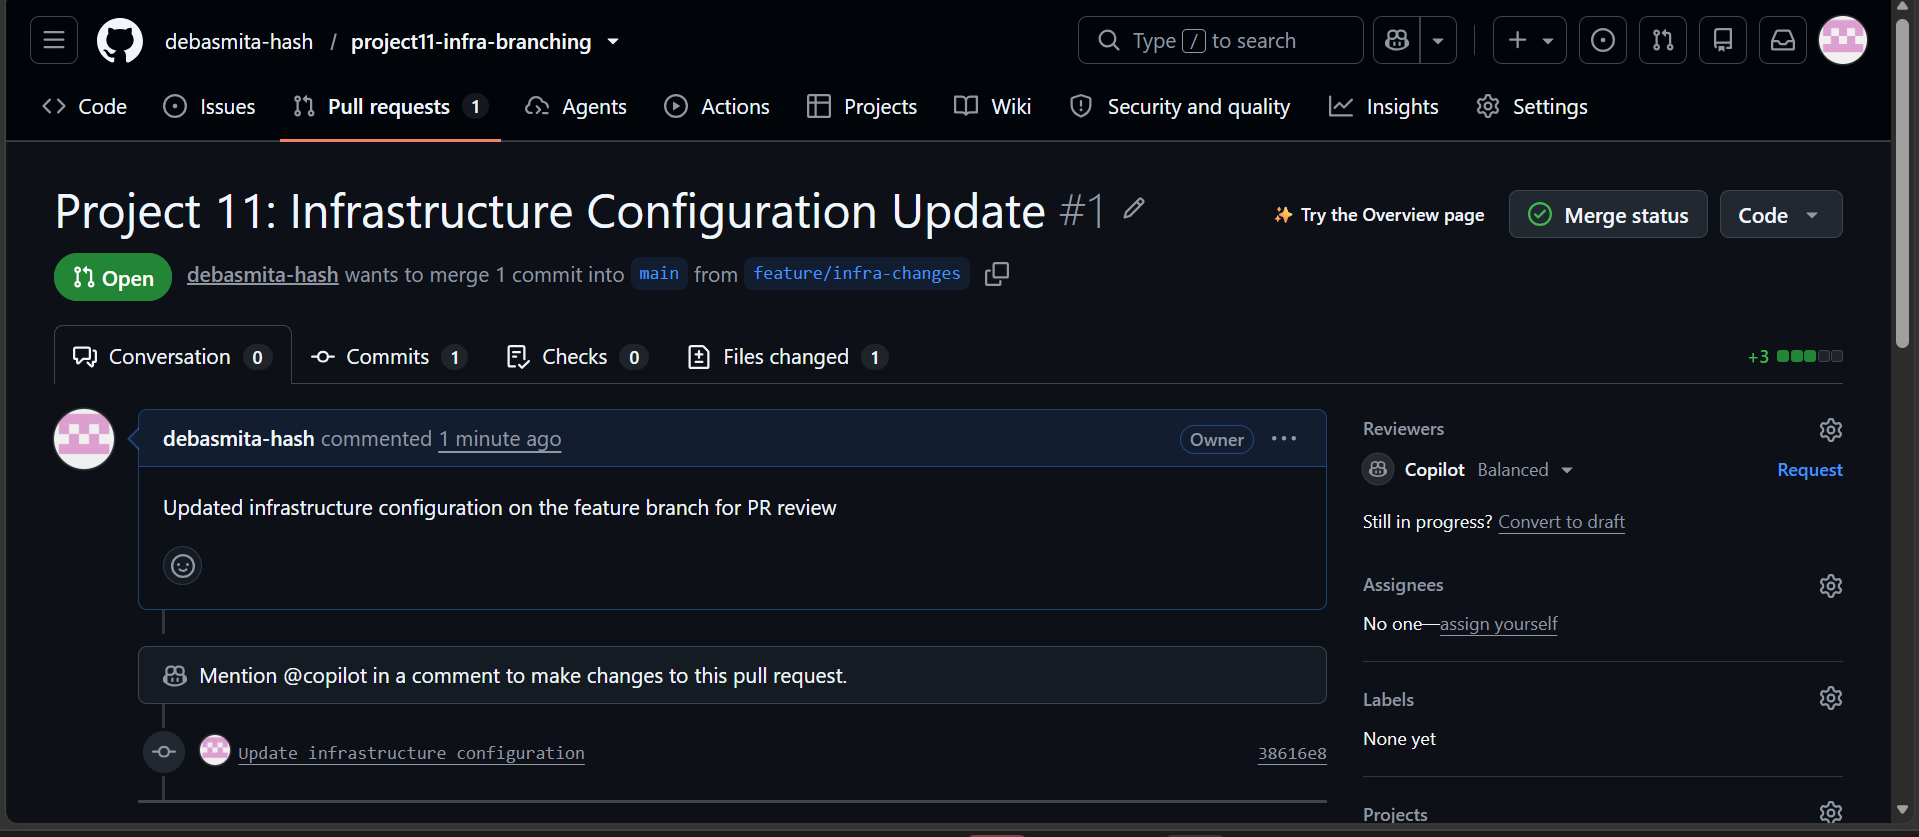 debasmita-hash / project11-infra-branching
Type / to search
Code
Issues
Pull requests 1
Agents
Actions
Projects
Wiki
Security and quality
Insights
Settings
Project 11: Infrastructure Configuration Update #1
Try the Overview page
Merge status
Code
Open
debasmita-hash wants to merge 1 commit into main from feature/infra-changes
Conversation 0
Commits 1
Checks 0
Files changed 1
+3
debasmita-hash commented 1 minute ago
Owner
Updated infrastructure configuration on the feature branch for PR review
Mention @copilot in a comment to make changes to this pull request.
Update infrastructure configuration
38616e8
Reviewers
Copilot Balanced
Request
Still in progress? Convert to draft
Assignees
No one—assign yourself
Labels
None yet
Projects